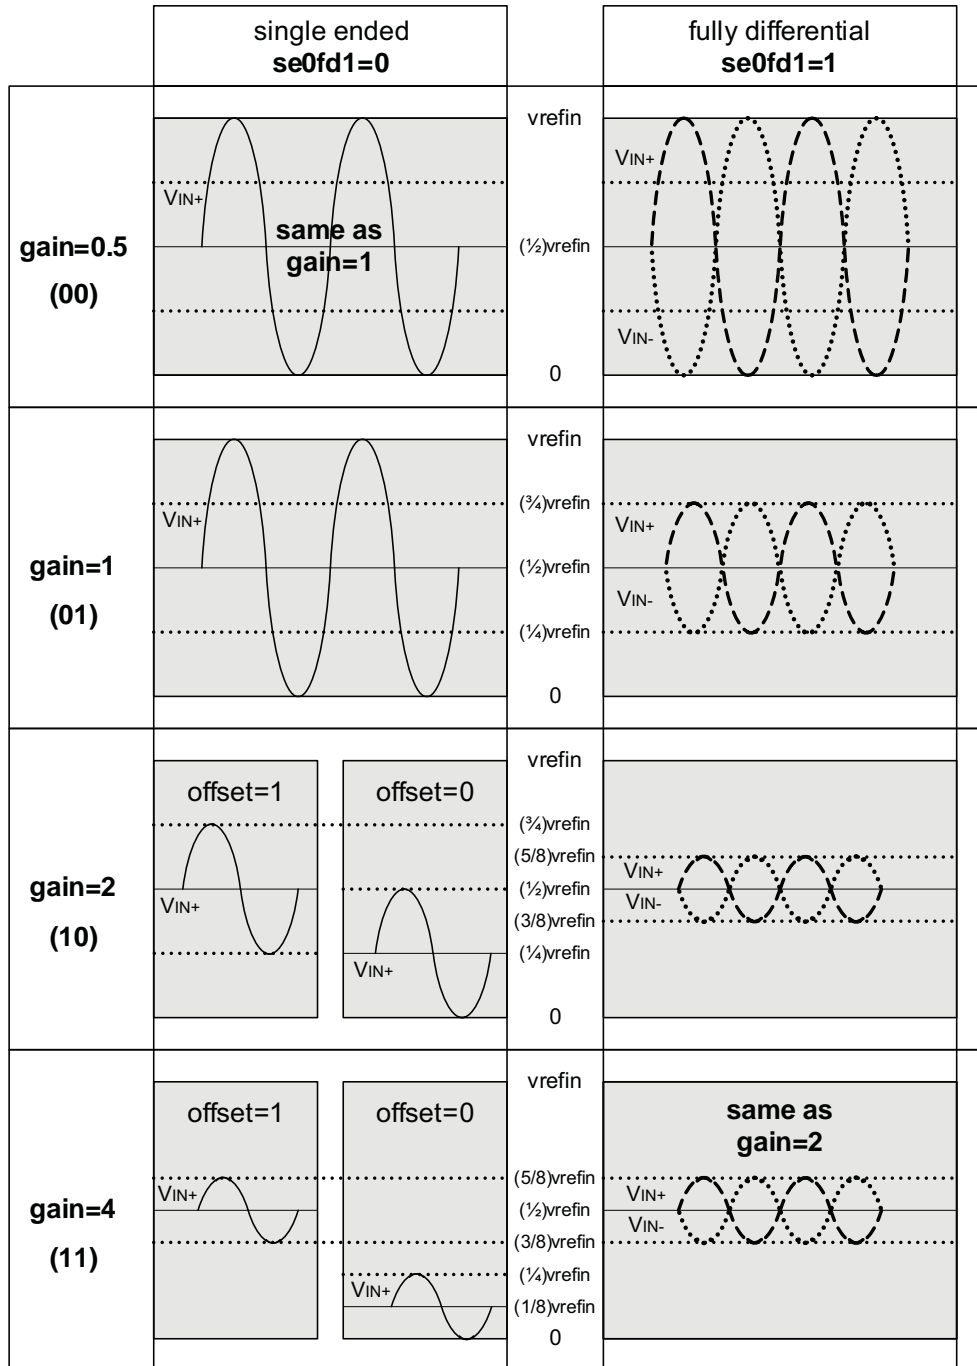 single ended
se0fd1=0
fully differential
se0fd1=1
gain=0.5
(00)
VIN+
same as
gain=1
vrefin
(½)vrefin
0
VIN+
VIN-
gain=1
(01)
VIN+
vrefin
(¾)vrefin
(½)vrefin
(¼)vrefin
0
VIN+
VIN-
gain=2
(10)
offset=1
VIN+
offset=0
VIN+
vrefin
(¾)vrefin
(5/8)vrefin
(½)vrefin
(3/8)vrefin
(¼)vrefin
0
VIN+
VIN-
gain=4
(11)
offset=1
VIN+
offset=0
VIN+
vrefin
(5/8)vrefin
(½)vrefin
(3/8)vrefin
(¼)vrefin
(1/8)vrefin
0
same as
gain=2
VIN+
VIN-